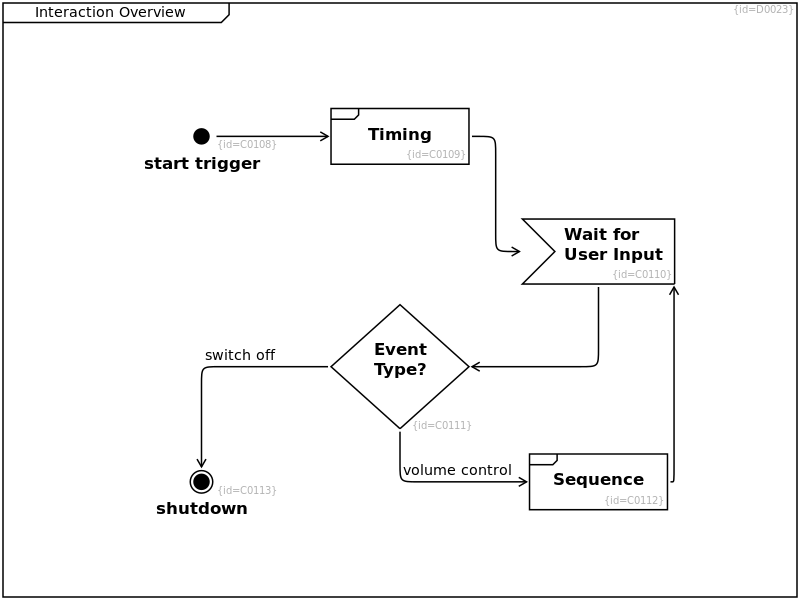 Interaction Overview
{id=D0023}
Timing
{id=C0108}
{id=C0109}
start trigger
Wait for
User Input
{id=C0110}
Event
Type?
switch off
{id=C0111}
volume control
Sequence
{id=C0113}
{id=C0112}
shutdown